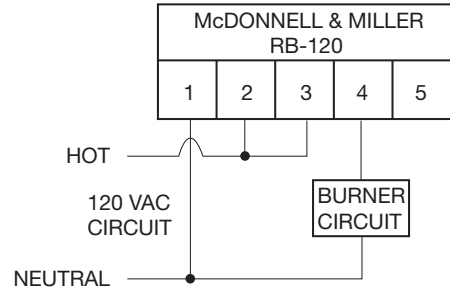 McDONNELL & MILLER
RB-120
1 2 3 4 5
HOT
120 VAC
CIRCUIT
BURNER
CIRCUIT
NEUTRAL